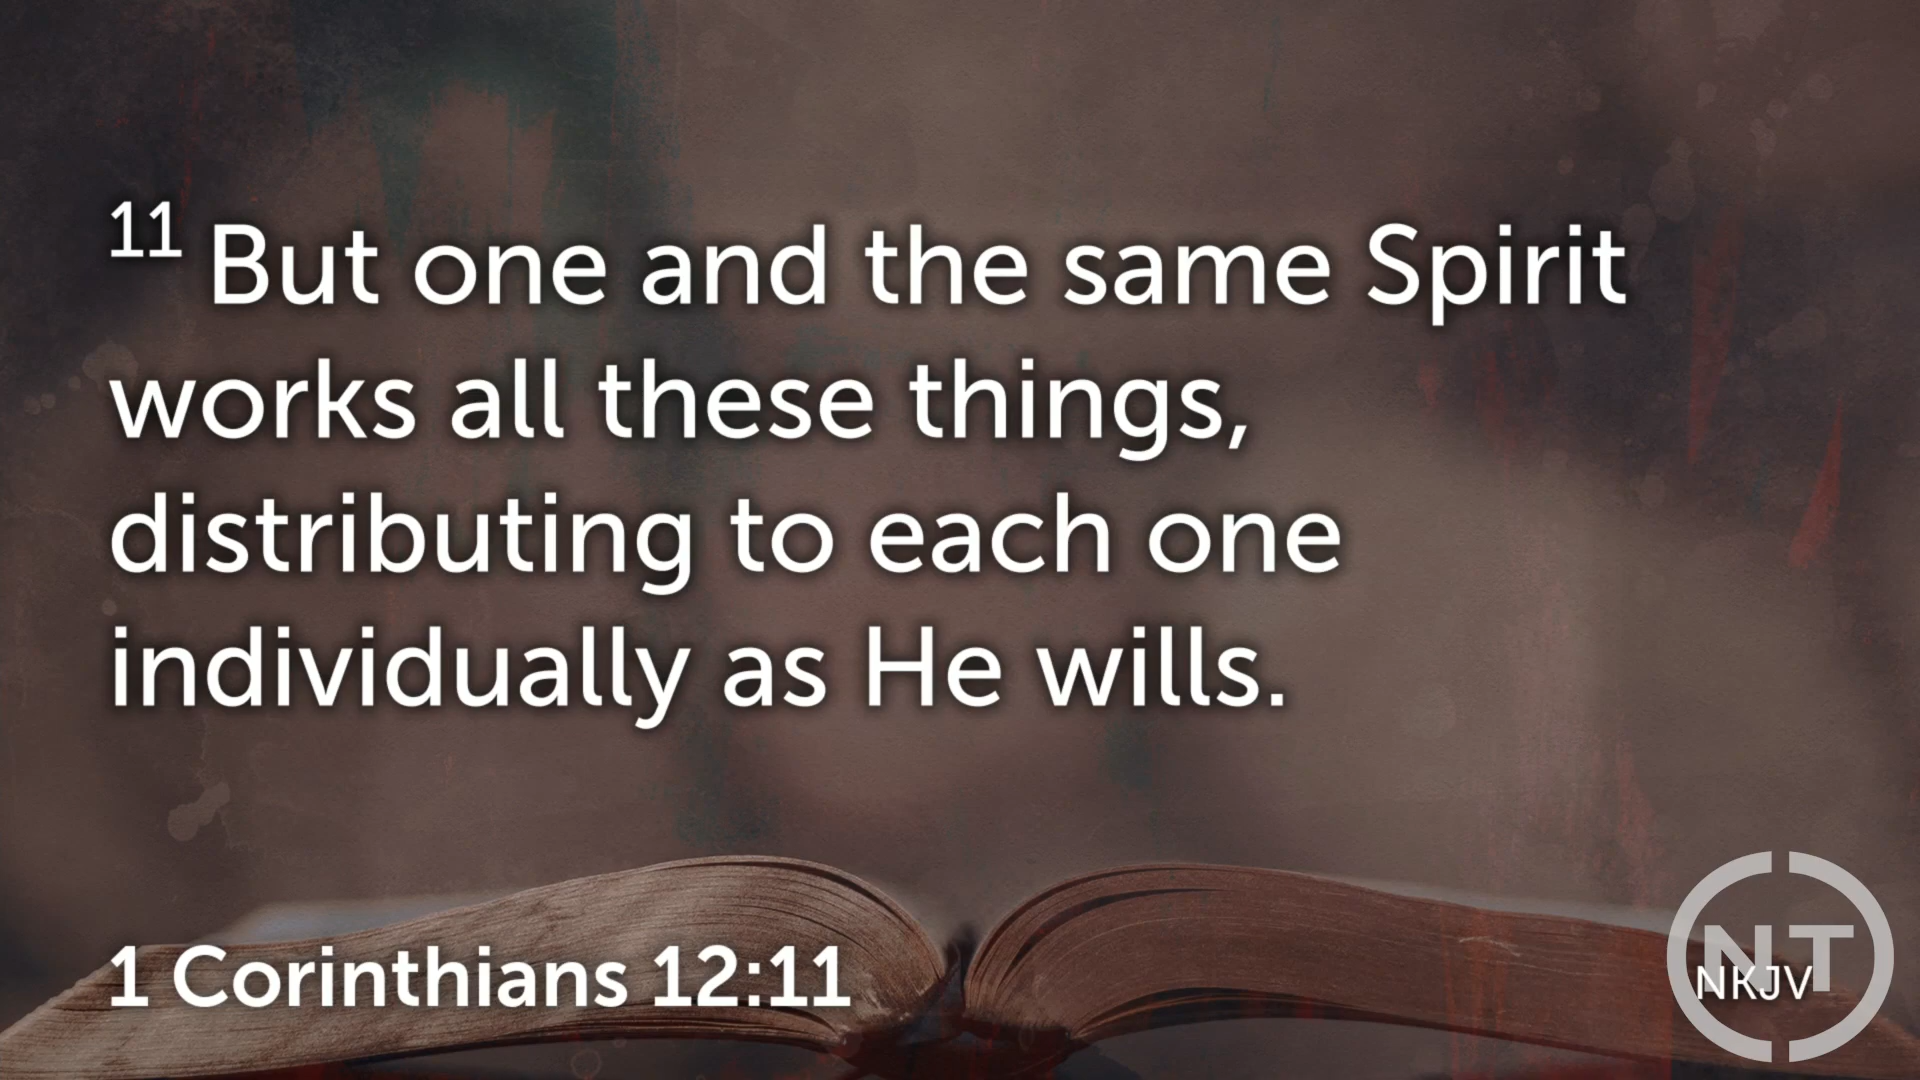 11 But one and the same Spirit
works all these things,
distributing to each one
individually as He wills.
1 Corinthians 12:11
NT
NKJV